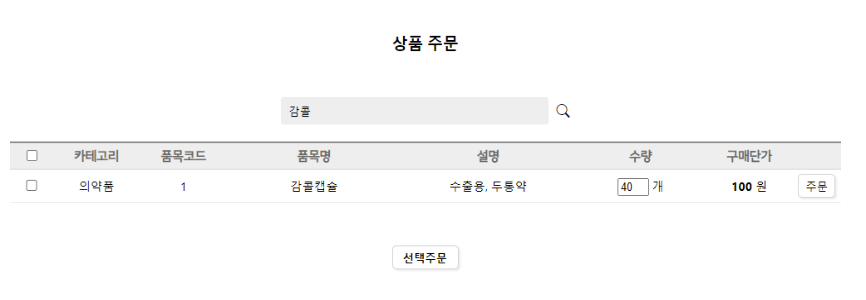 상품 주문
감콜
카테고리 품목코드 품목명 설명 수량 구매단가
의약품 1 감콜캡슐 수출용, 두통약 40 개 100 원 주문
선택주문